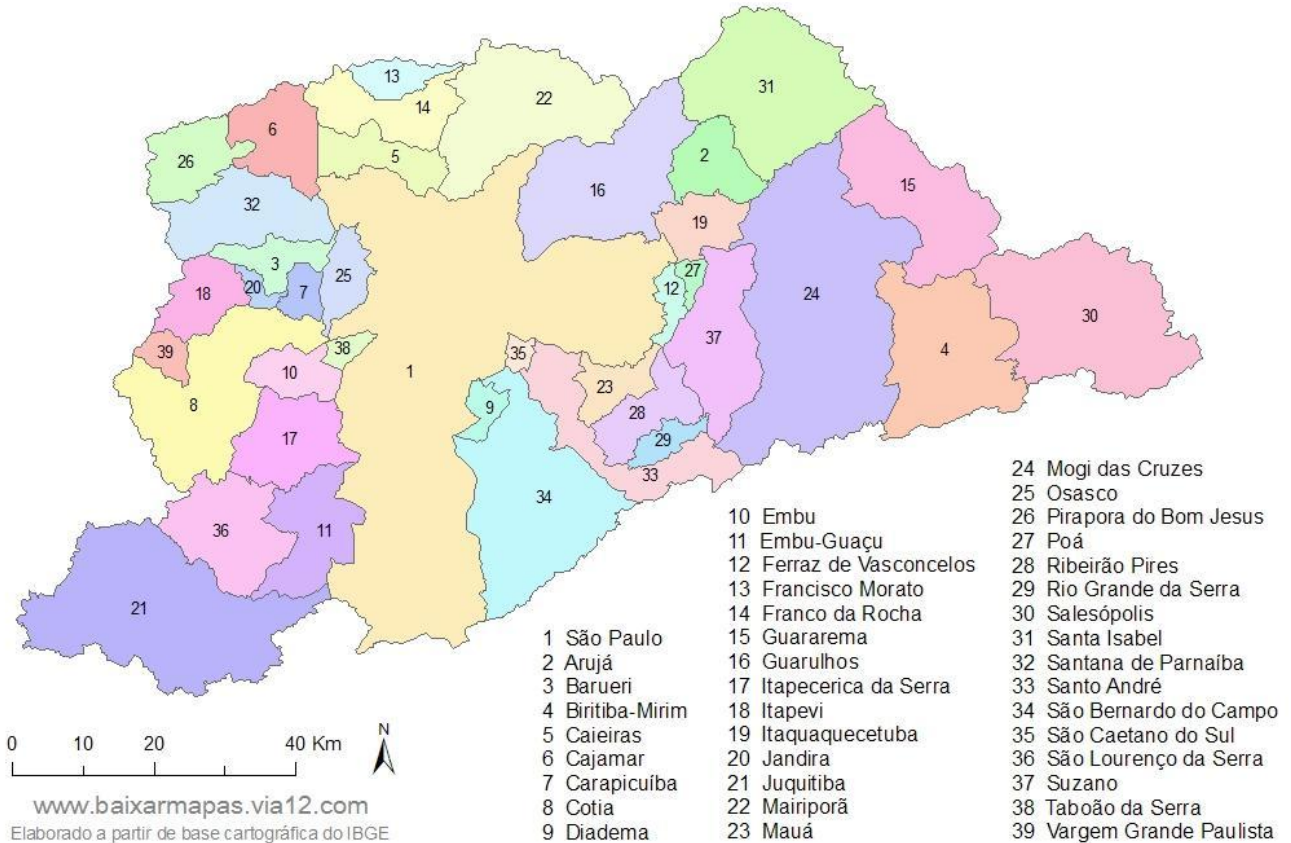 13
22
31
14
6
5
2
26
16
15
32
19
3
27
25
20
7
12
18
24
30
37
39
38
35
4
10
1
23
8
9
28
17
29
33
34
36
11
21
1 São Paulo
2 Arujá
3 Barueri
4 Biritiba-Mirim
5 Caieiras
6 Cajamar
7 Carapicuíba
8 Cotia
9 Diadema
10 Embu
11 Embu-Guaçu
12 Ferraz de Vasconcelos
13 Francisco Morato
14 Franco da Rocha
15 Guararema
16 Guarulhos
17 Itapecerica da Serra
18 Itapevi
19 Itaquaquecetuba
20 Jandira
21 Juquitiba
22 Mairiporã
23 Mauá
24 Mogi das Cruzes
25 Osasco
26 Pirapora do Bom Jesus
27 Poá
28 Ribeirão Pires
29 Rio Grande da Serra
30 Salesópolis
31 Santa Isabel
32 Santana de Parnaíba
33 Santo André
34 São Bernardo do Campo
35 São Caetano do Sul
36 São Lourenço da Serra
37 Suzano
38 Taboão da Serra
39 Vargem Grande Paulista
0 10 20 40 Km
N
www.baixarmapas.via12.com
Elaborado a partir de base cartográfica do IBGE